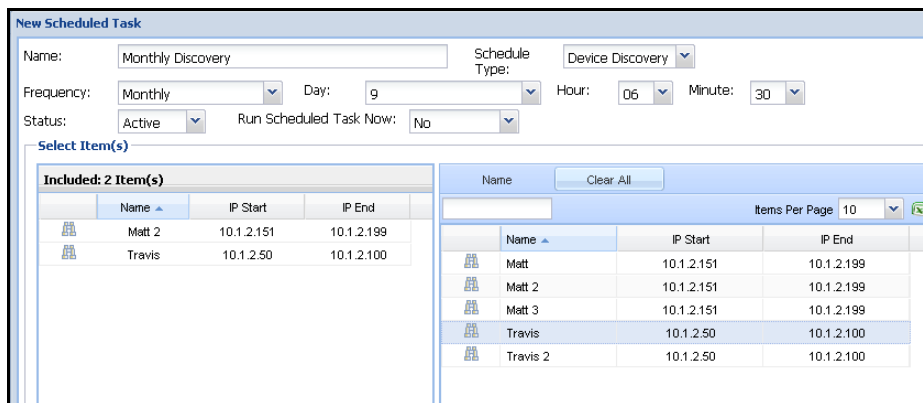 New Scheduled Task
Name: Monthly Discovery Schedule Type: Device Discovery
Frequency: Monthly Day: 9 Hour: 06 Minute: 30
Status: Active Run Scheduled Task Now: No
Select Item(s)
Included: 2 Item(s)
Name IP Start IP End
Matt 2 10.1.2.151 10.1.2.199
Travis 10.1.2.50 10.1.2.100
Name Clear All
Items Per Page 10
Name IP Start IP End
Matt 10.1.2.151 10.1.2.199
Matt 2 10.1.2.151 10.1.2.199
Matt 3 10.1.2.151 10.1.2.199
Travis 10.1.2.50 10.1.2.100
Travis 2 10.1.2.50 10.1.2.100